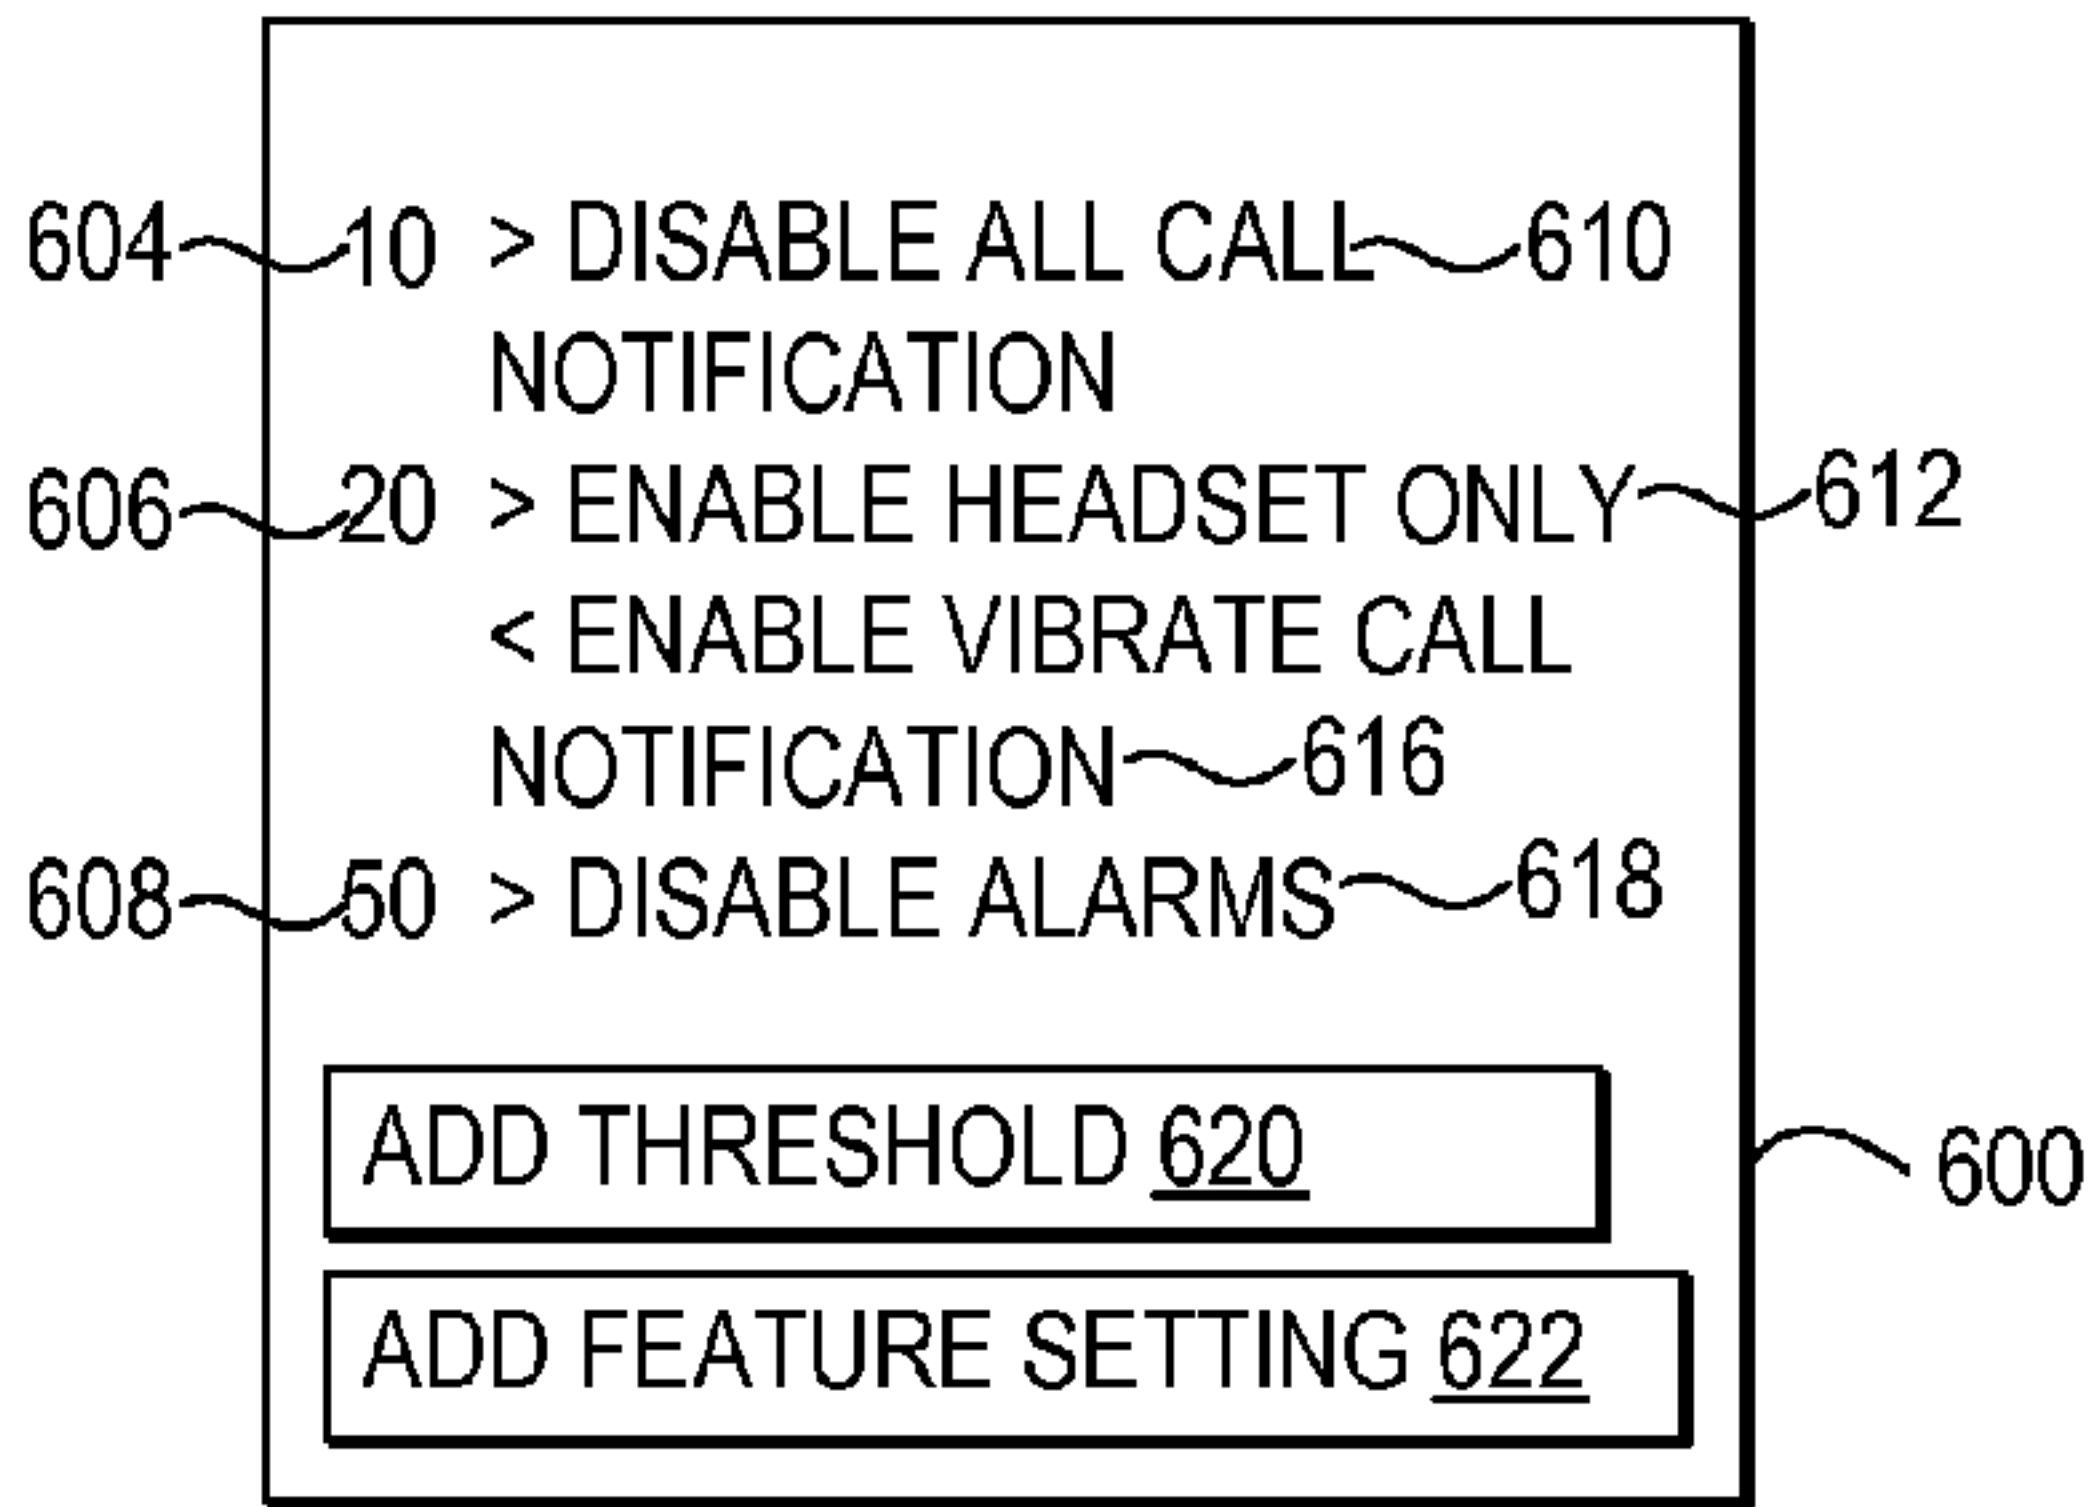 604 10 > DISABLE ALL CALL 610
NOTIFICATION
606 20 > ENABLE HEADSET ONLY 612
< ENABLE VIBRATE CALL
NOTIFICATION 616
608 50 > DISABLE ALARMS 618
ADD THRESHOLD 620
600
ADD FEATURE SETTING 622